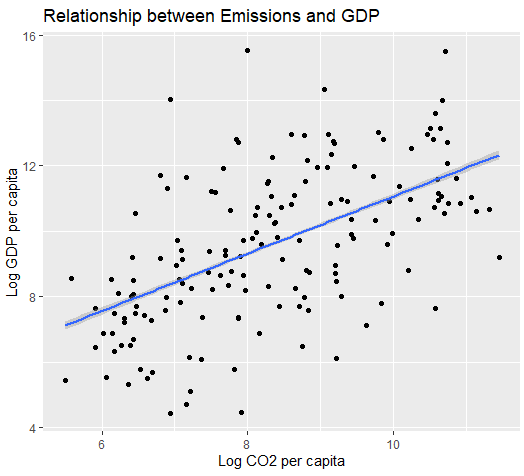 Relationship between Emissions and GDP
16
12
8
4
Log GDP per capita
6 8 10
Log CO2 per capita